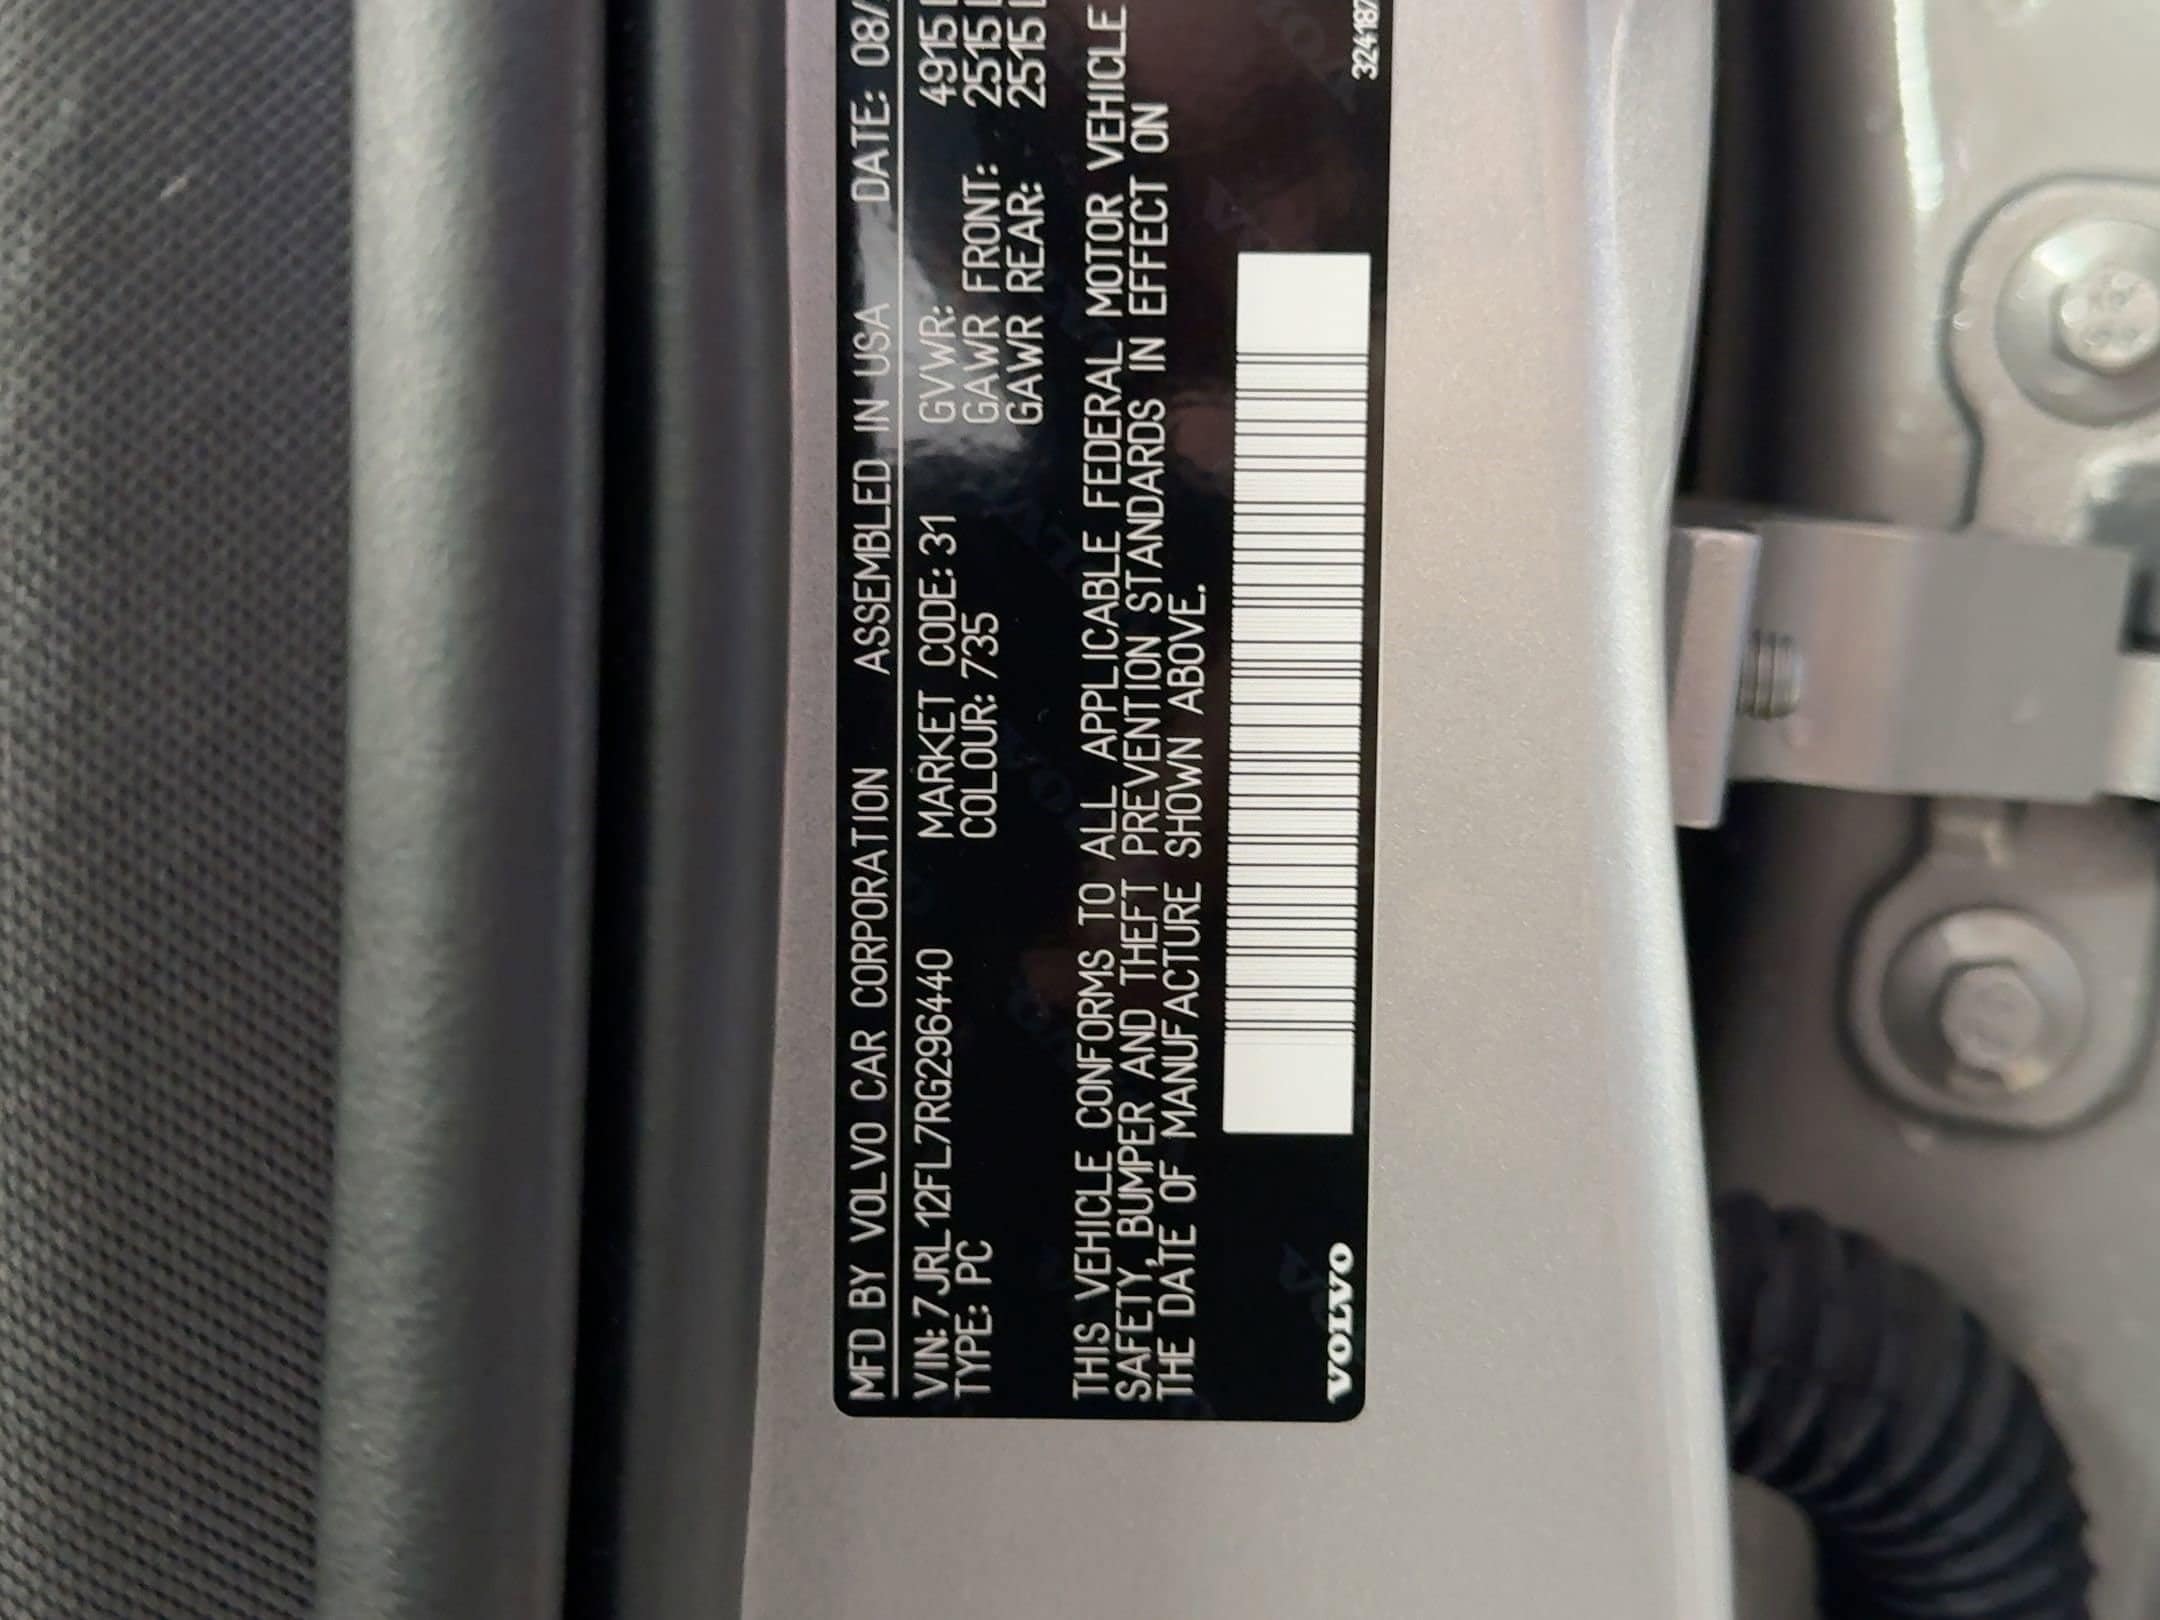 MFD BY VOLVO CAR CORPORATION ASSEMBLED IN USA DATE: 08/
VIN: 7JRL12FL7RG296440 MARKET CODE: 31 GVWR: 4915
TYPE: PC COLOUR: 735 GAWR FRONT: 2515
GAWR REAR: 2515
THIS VEHICLE CONFORMS TO ALL APPLICABLE FEDERAL MOTOR VEHICLE
SAFETY, BUMPER AND THEFT PREVENTION STANDARDS IN EFFECT ON
THE DATE OF MANUFACTURE SHOWN ABOVE.
VOLVO 324187